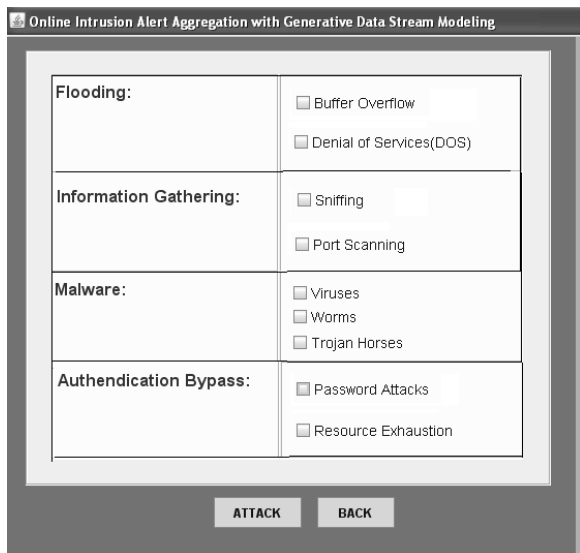 Online Intrusion Alert Aggregation with Generative Data Stream Modeling
Flooding:
Buffer Overflow
Denial of Services(DOS)
Information Gathering:
Sniffing
Port Scanning
Malware:
Viruses
Worms
Trojan Horses
Authendication Bypass:
Password Attacks
Resource Exhaustion
ATTACK
BACK